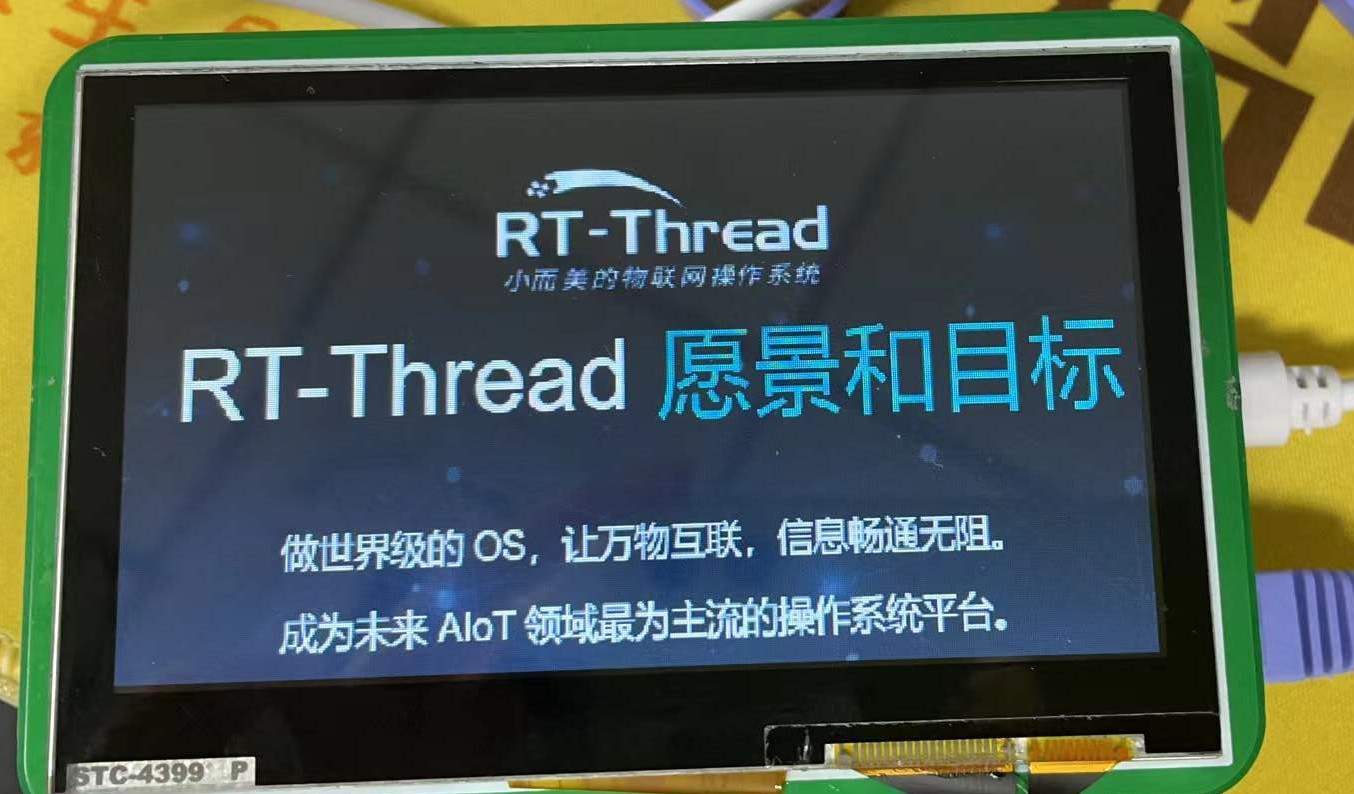 RT-Thread
小而美的物联网操作系统
RT-Thread 愿景和目标
做世界级的 OS，让万物互联，信息畅通无阻。
成为未来 AIoT 领域最为主流的操作系统平台。
STC-4399 P